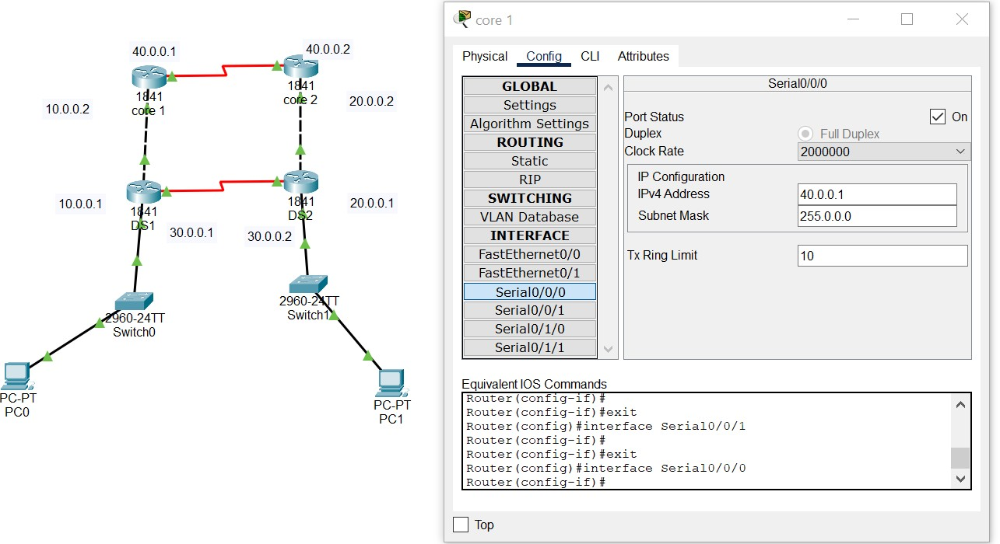 40.0.0.1
40.0.0.2
1841
core 1
1841
core 2
10.0.0.2
20.0.0.2
10.0.0.1
1841
DS1
1841
DS2
20.0.0.1
30.0.0.1
30.0.0.2
2960-24TT
Switch0
2960-24TT
Switch1
PC-PT
PC0
PC-PT
PC1
core 1
Physical Config CLI Attributes
GLOBAL
Settings
Algorithm Settings
ROUTING
Static
RIP
SWITCHING
VLAN Database
INTERFACE
FastEthernet0/0
FastEthernet0/1
Serial0/0/0
Serial0/0/1
Serial0/1/0
Serial0/1/1
Serial0/0/0
Port Status On
Duplex Full Duplex
Clock Rate 2000000
IP Configuration
IPv4 Address 40.0.0.1
Subnet Mask 255.0.0.0
Tx Ring Limit 10
Equivalent IOS Commands
Router(config-if)#
Router(config-if)#exit
Router(config)#interface Serial0/0/1
Router(config-if)#
Router(config-if)#exit
Router(config)#interface Serial0/0/0
Router(config-if)#
Top